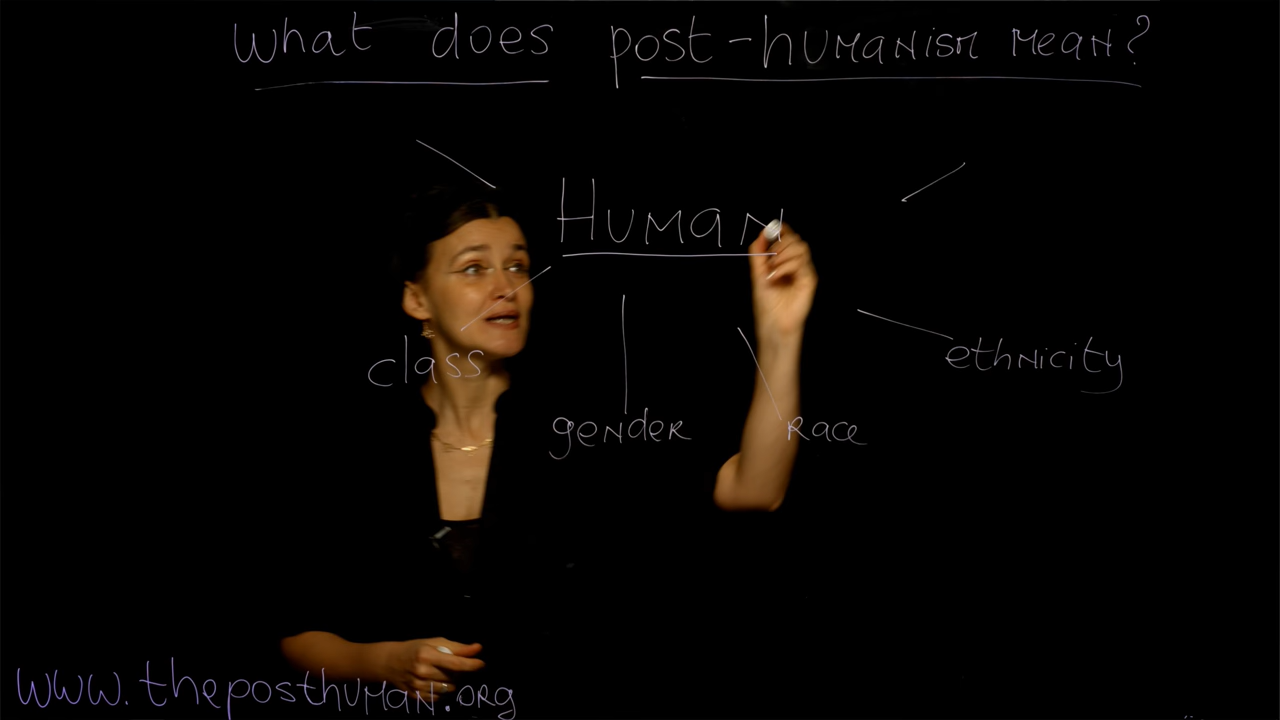 What does post-humanism mean?
Human
class
ethnicity
gender
race
www.theposthuman.org